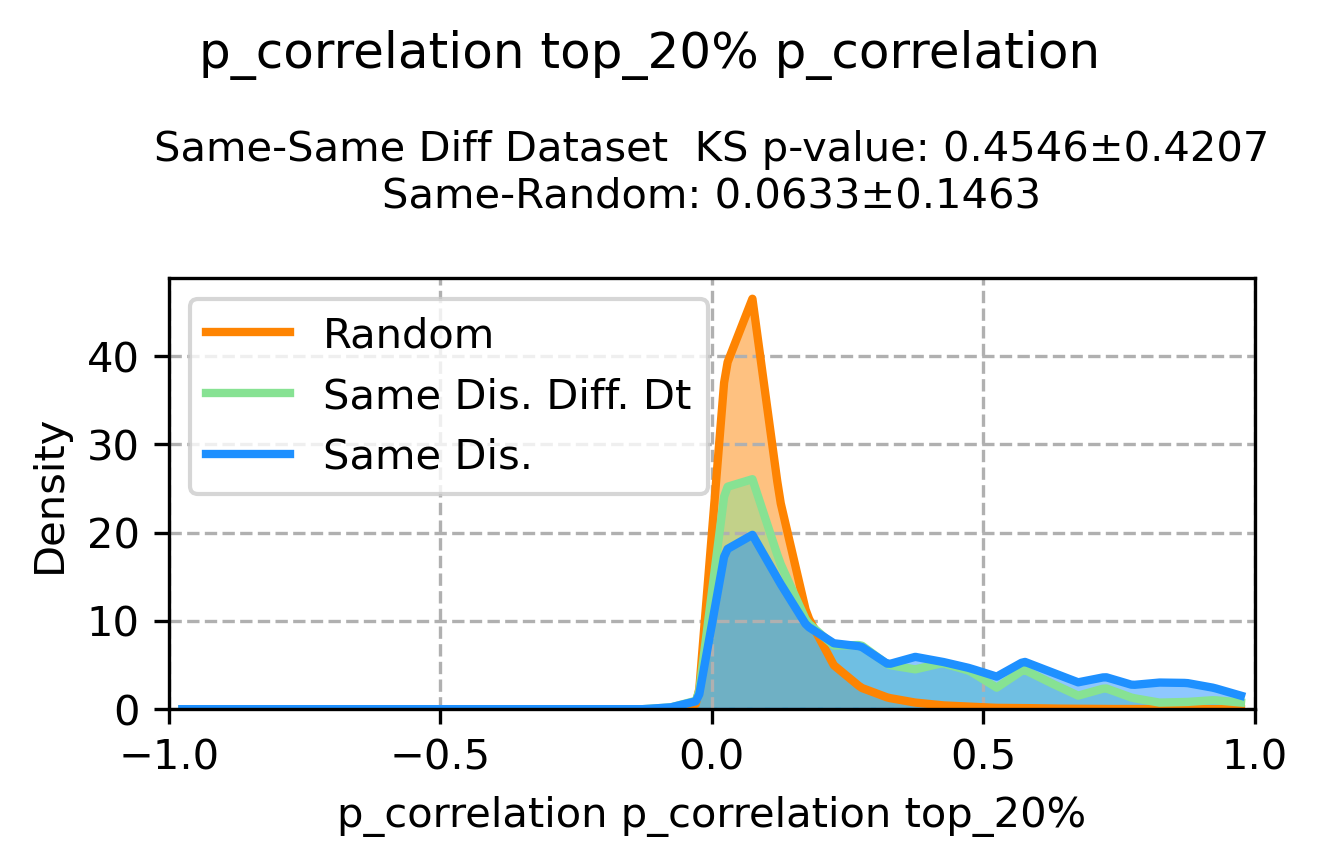 p_correlation top_20% p_correlation
Same-Same Diff Dataset  KS p-value: 0.4546±0.4207
Same-Random: 0.0633±0.1463
Random
Same Dis. Diff. Dt
Same Dis.
Density
40
30
20
10
0
−1.0
−0.5
0.0
0.5
1.0
p_correlation p_correlation top_20%